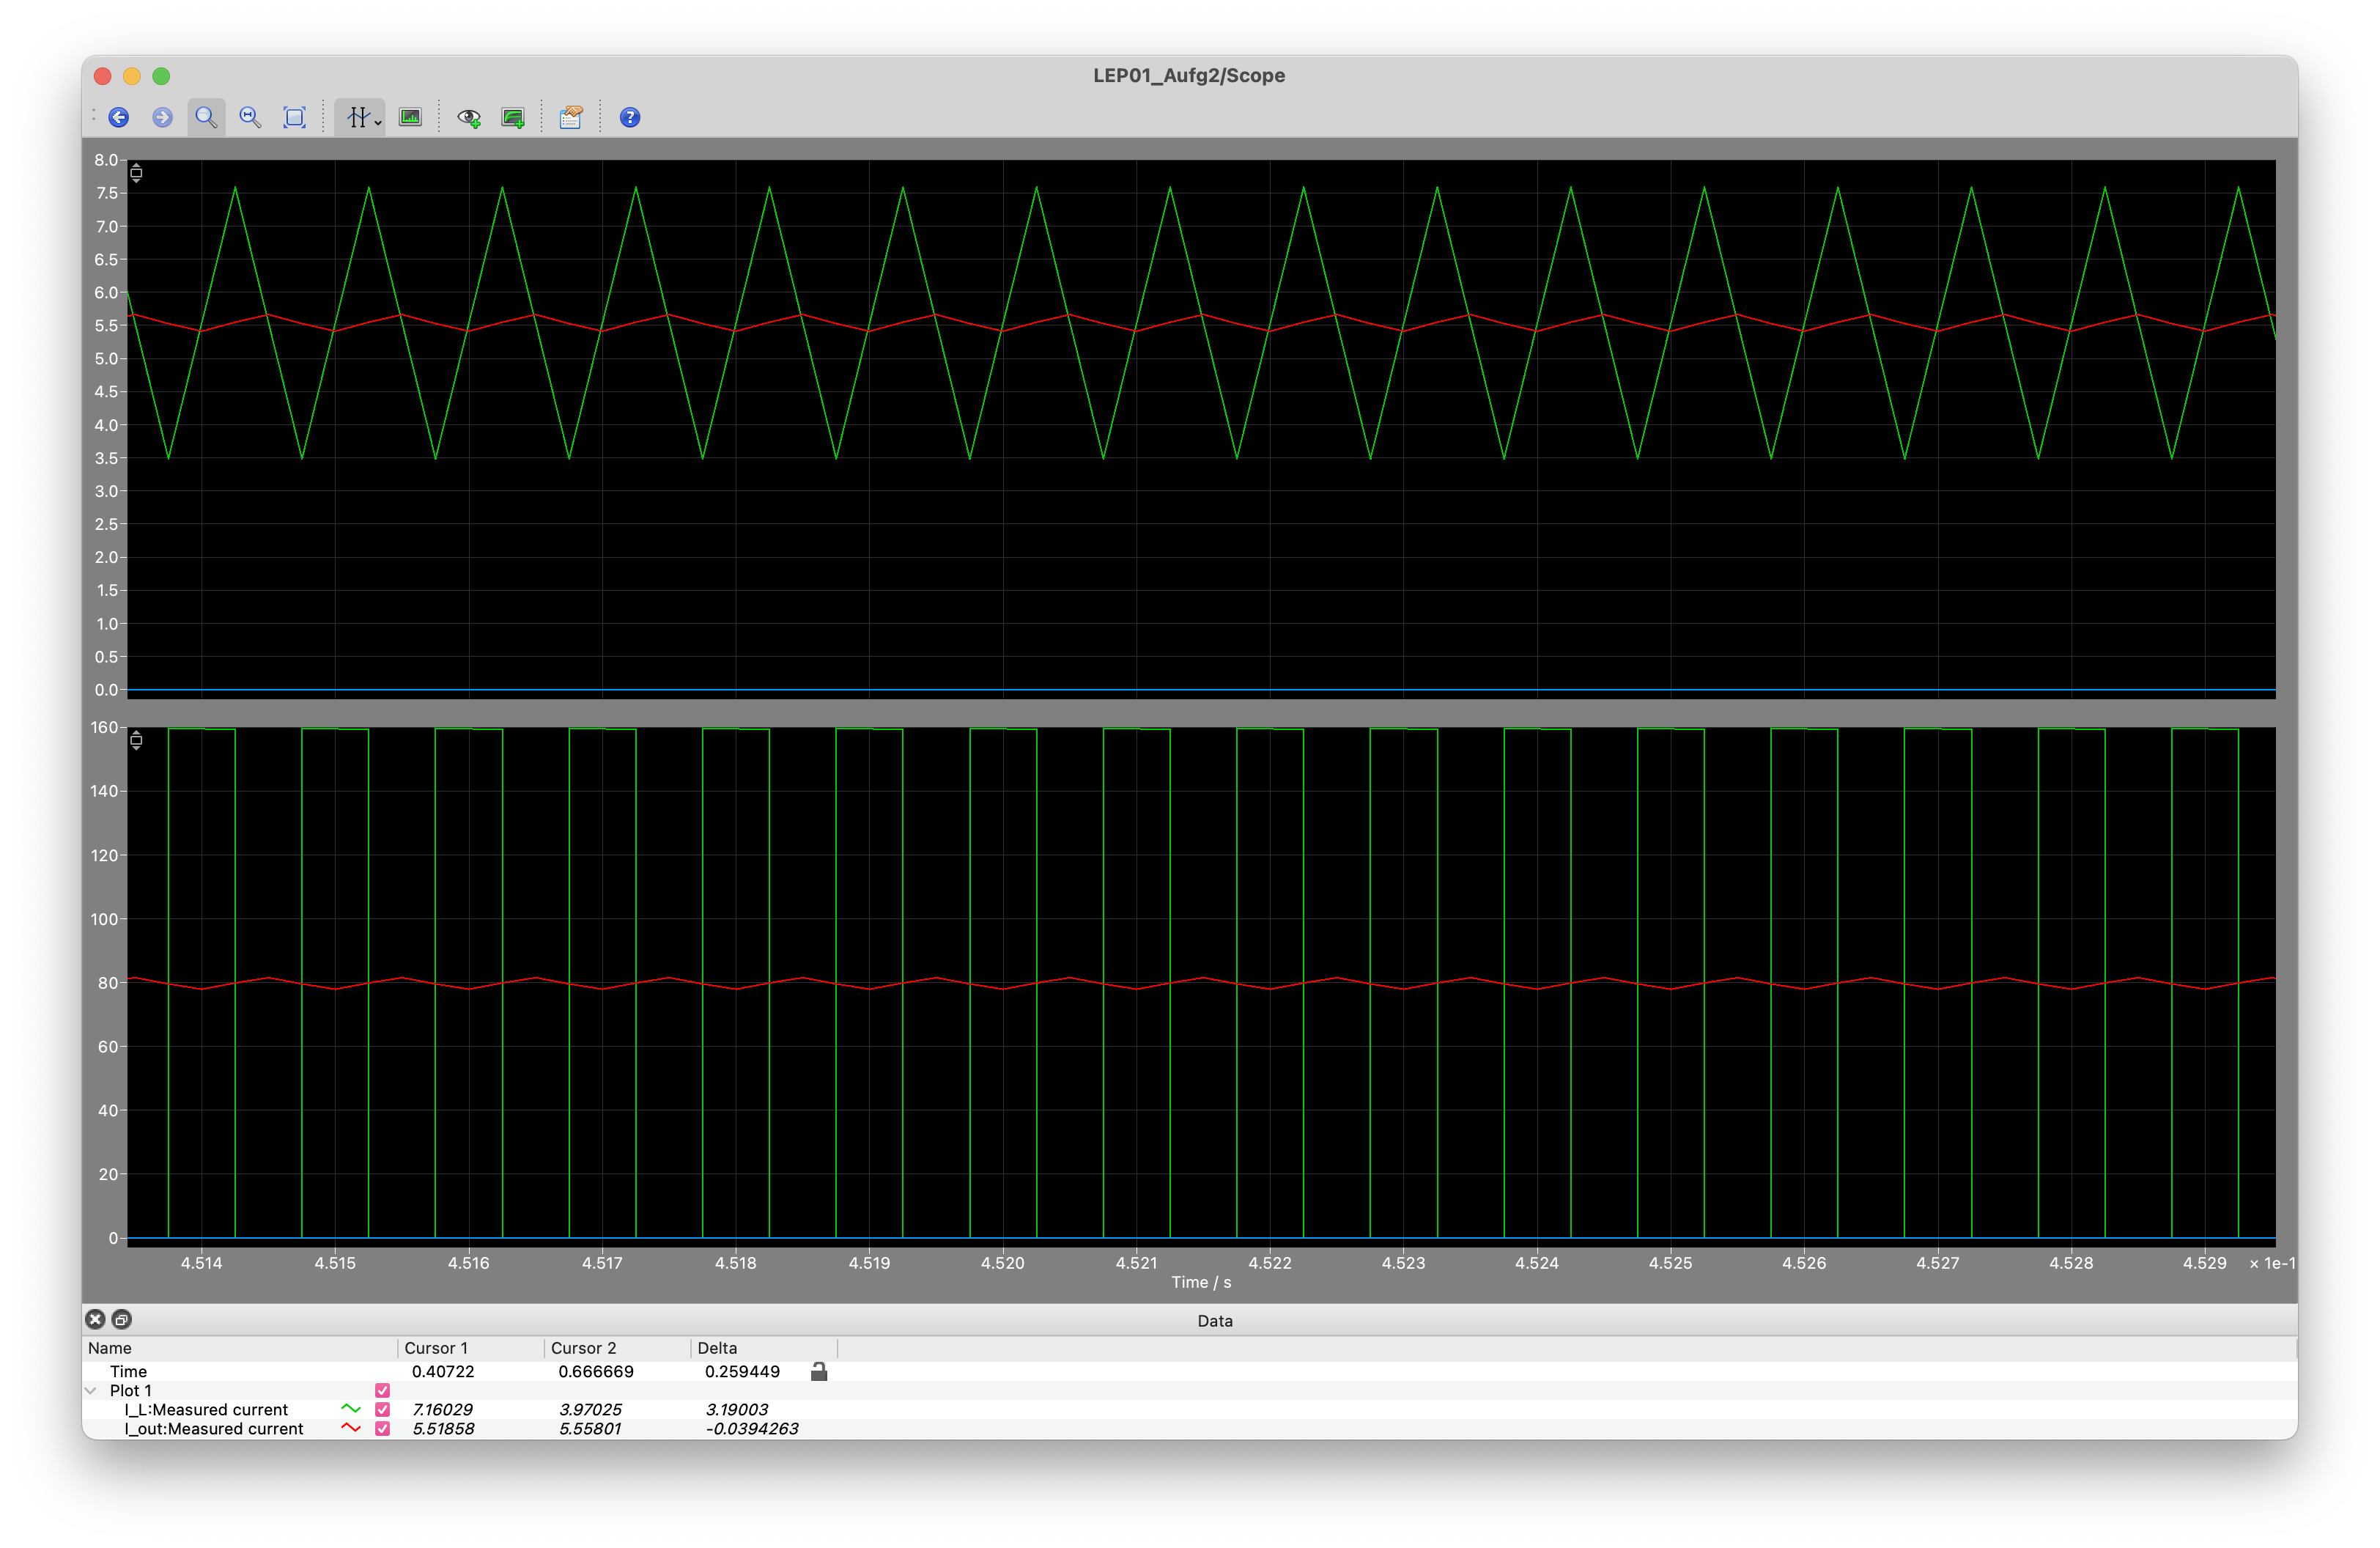 LEP01_Aufg2/Scope
8.0
7.5
7.0
6.5
6.0
5.5
5.0
4.5
4.0
3.5
3.0
2.5
2.0
1.5
1.0
0.5
0.0
160
140
120
100
80
60
40
20
0
4.514 4.515 4.516 4.517 4.518 4.519 4.520 4.521 4.522 4.523 4.524 4.525 4.526 4.527 4.528 4.529 × 1e-1
Time / s
Data
Name Cursor 1 Cursor 2 Delta
Time 0.40722 0.666669 0.259449
Plot 1
I_L:Measured current 7.16029 3.97025 3.19003
I_out:Measured current 5.51858 5.55801 -0.0394263